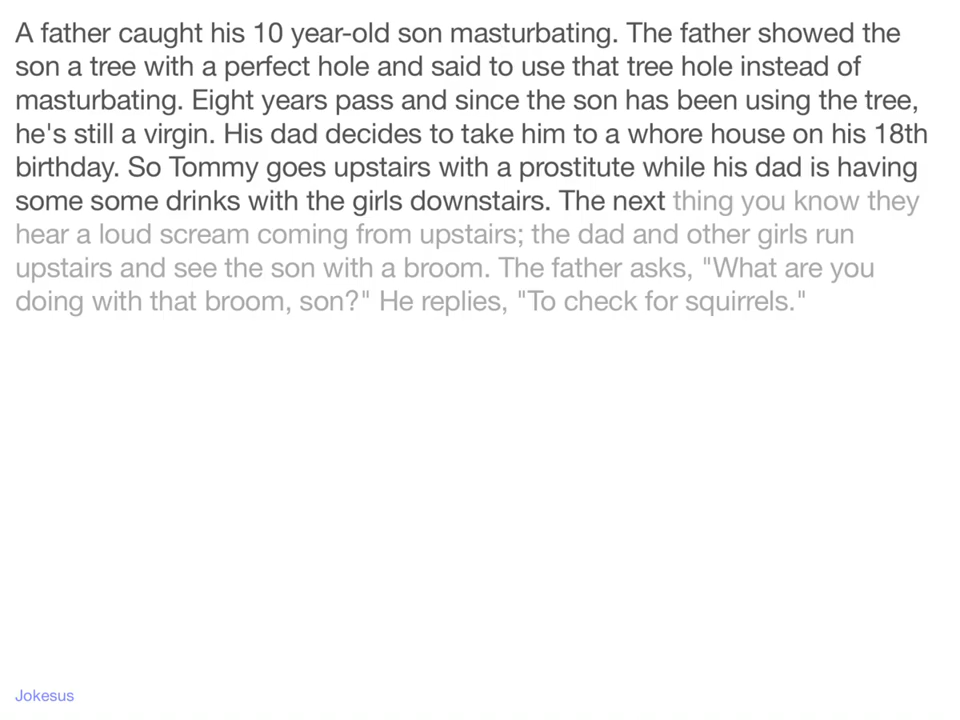 A father caught his 10 year-old son masturbating. The father showed the
son a tree with a perfect hole and said to use that tree hole instead of
masturbating. Eight years pass and since the son has been using the tree,
he's still a virgin. His dad decides to take him to a whore house on his 18th
birthday. So Tommy goes upstairs with a prostitute while his dad is having
some some drinks with the girls downstairs. The next thing you know they
hear a loud scream coming from upstairs; the dad and other girls run
upstairs and see the son with a broom. The father asks, "What are you
doing with that broom, son?" He replies, "To check for squirrels."
Jokesus